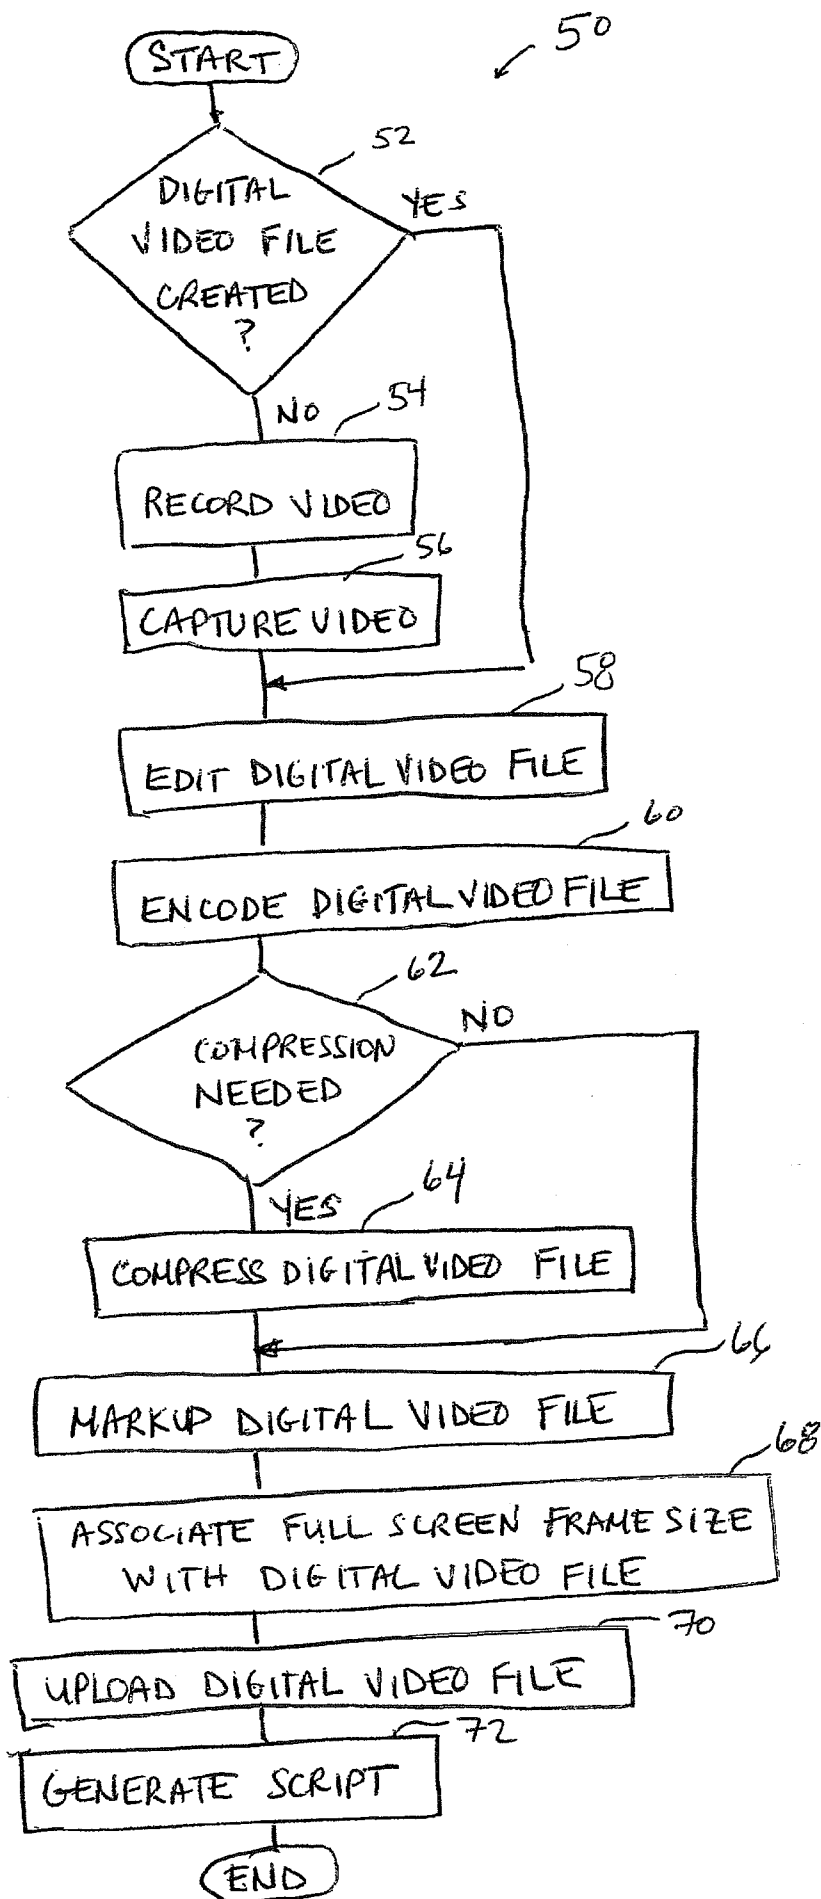 START
50
52
DIGITAL
VIDEO FILE
CREATED
?
YES
NO
54
RECORD VIDEO
56
CAPTURE VIDEO
58
EDIT DIGITAL VIDEO FILE
60
ENCODE DIGITAL VIDEO FILE
62
COMPRESSION
NEEDED
?
NO
YES
64
COMPRESS DIGITAL VIDEO FILE
66
MARKUP DIGITAL VIDEO FILE
68
ASSOCIATE FULL SCREEN FRAME SIZE
WITH DIGITAL VIDEO FILE
70
UPLOAD DIGITAL VIDEO FILE
72
GENERATE SCRIPT
END